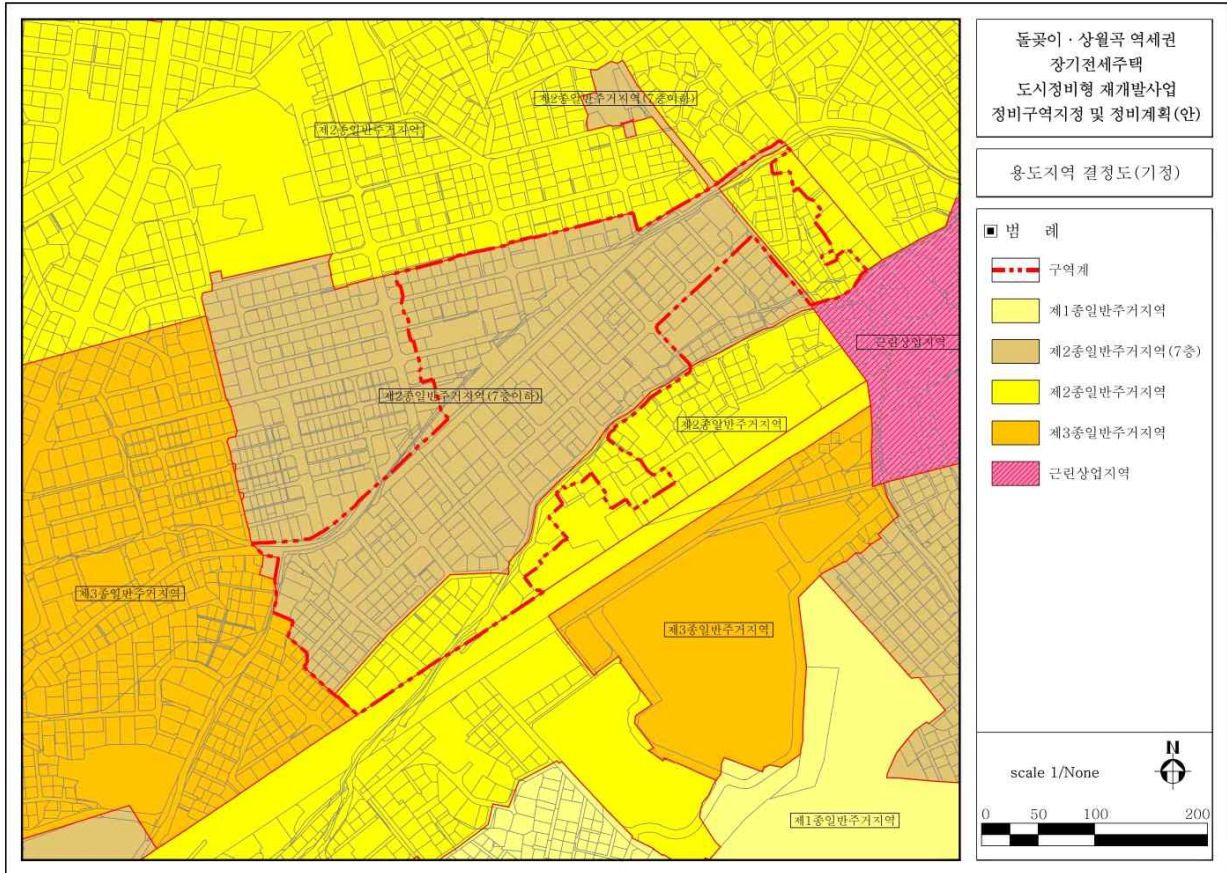 돌곶이 · 상월곡 역세권
장기전세주택
도시정비형 재개발사업
정비구역지정 및 정비계획(안)
용도지역 결정도(기정)
범 례
구역계
제1종일반주거지역
제2종일반주거지역(7층)
제2종일반주거지역
제3종일반주거지역
근린상업지역
N
scale 1/None
0 50 100 200
제2종일반주거지역(7층이하)
제2종일반주거지역
근린상업지역
제2종일반주거지역(7층이하)
제2종일반주거지역
제3종일반주거지역
제3종일반주거지역
제1종일반주거지역